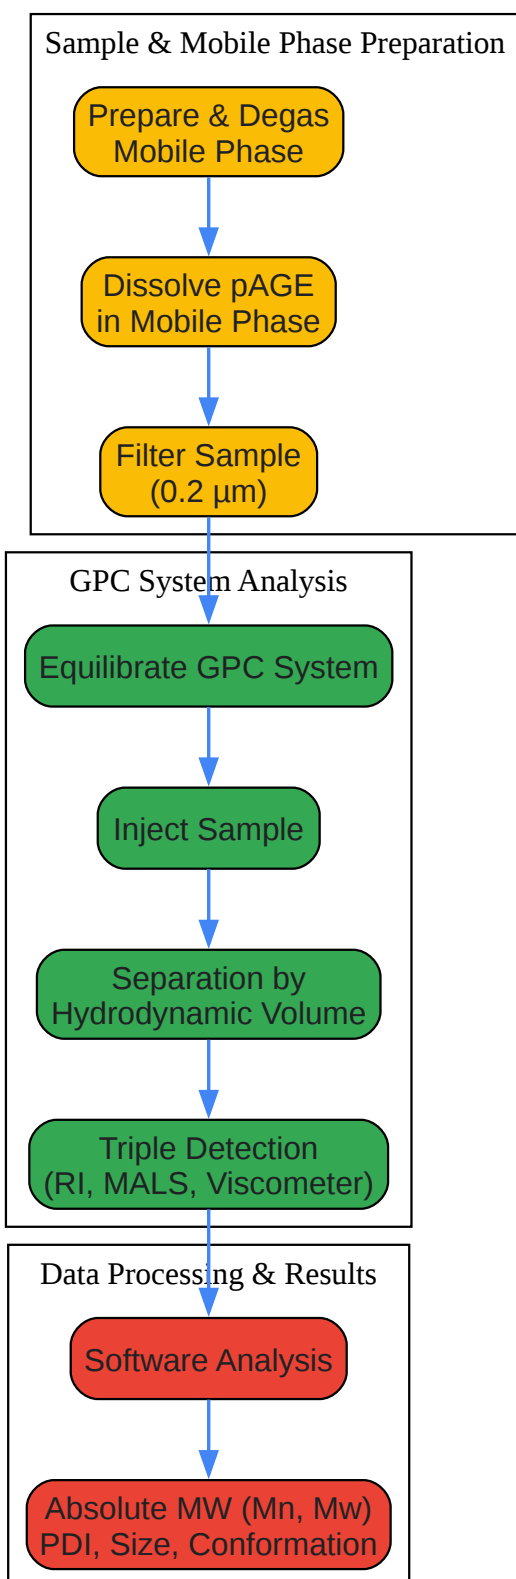 Sample & Mobile Phase Preparation
Prepare & Degas
Mobile Phase
Dissolve pAGE
in Mobile Phase
Filter Sample
(0.2 µm)
GPC System Analysis
Equilibrate GPC System
Inject Sample
Separation by
Hydrodynamic Volume
Triple Detection
(RI, MALS, Viscometer)
Data Processing & Results
Software Analysis
Absolute MW (Mn, Mw)
PDI, Size, Conformation